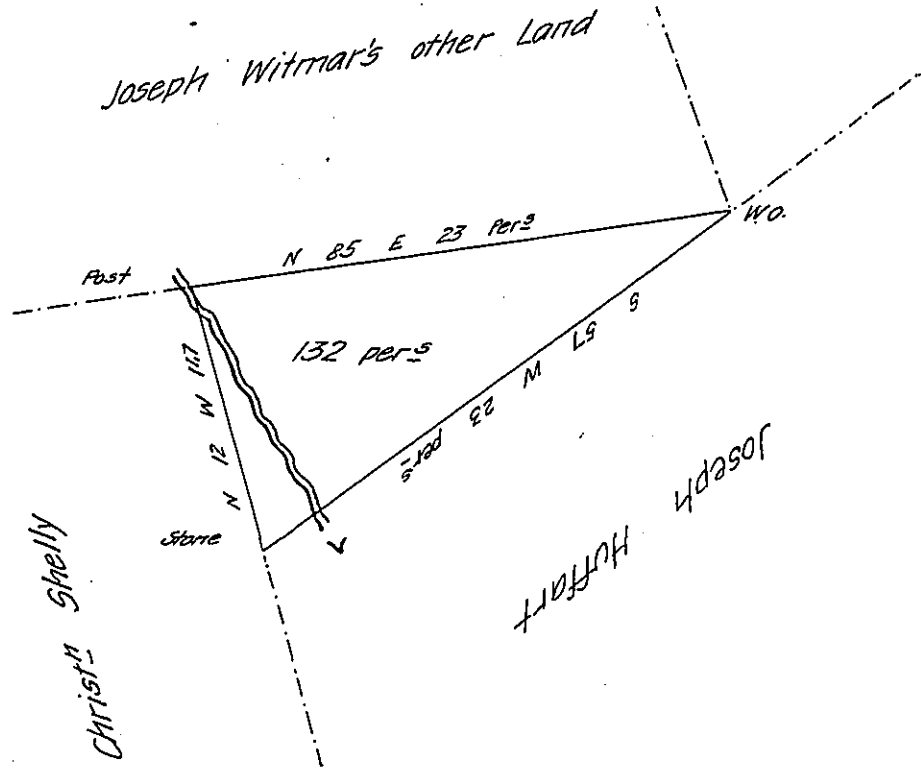 Joseph Witmar's other Land
W.O.
N 85 E 23 Perˢ
Post
132 perˢ
S 57 W 23 perˢ
N 12 W 11.7
Stone
Joseph Huffart
Christⁿ Shelly